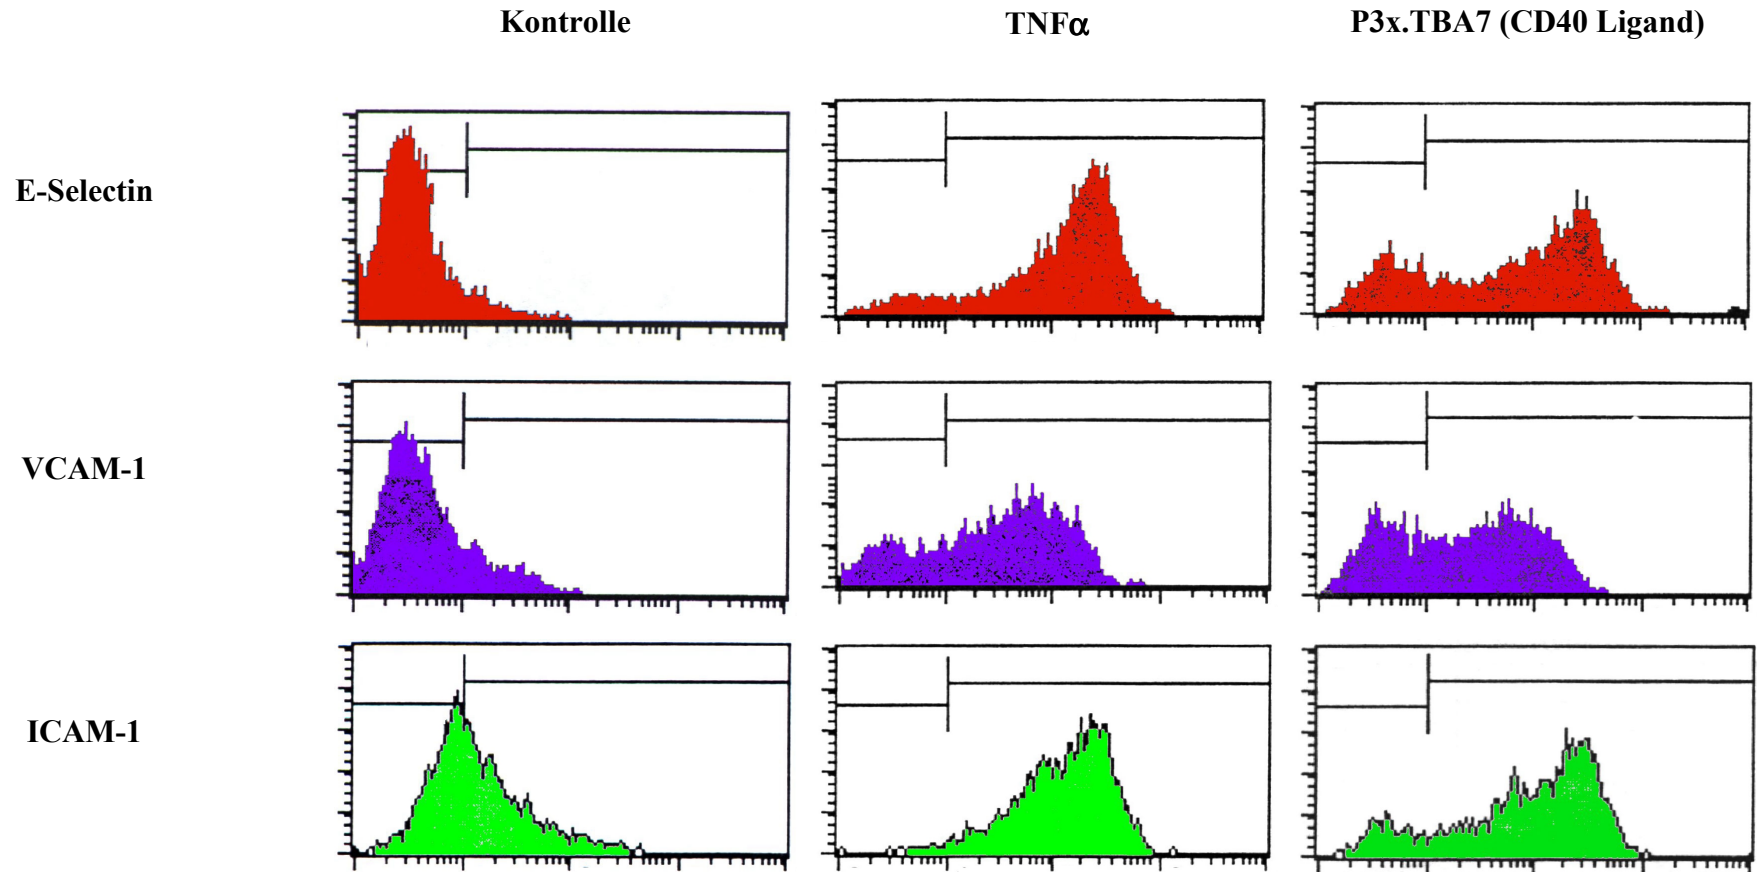 Kontrolle TNFα P3x.TBA7 (CD40 Ligand)
E-Selectin
VCAM-1
ICAM-1